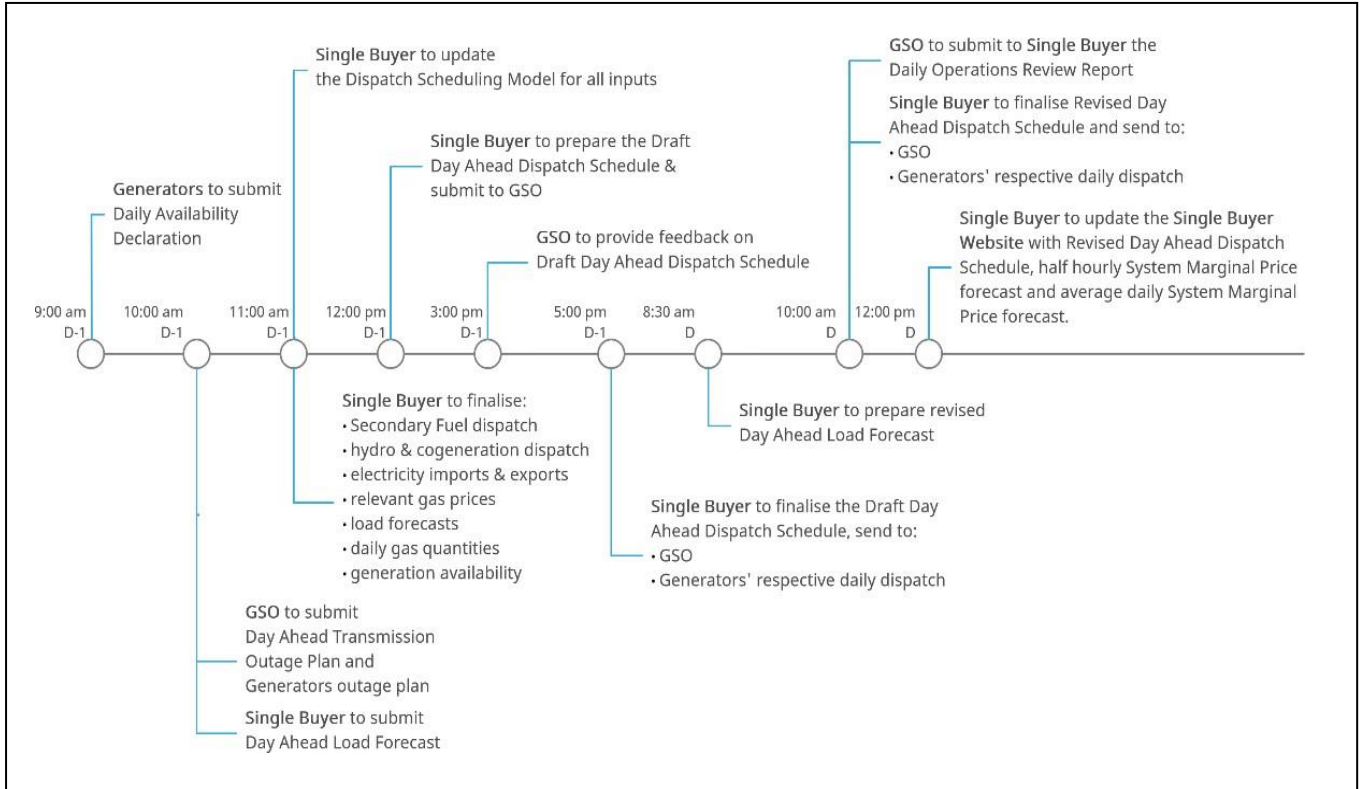 Single Buyer to update
the Dispatch Scheduling Model for all inputs
GSO to submit to Single Buyer the
Daily Operations Review Report
Single Buyer to finalise Revised Day
Ahead Dispatch Schedule and send to:
• GSO
• Generators' respective daily dispatch
Single Buyer to prepare the Draft
Day Ahead Dispatch Schedule &
submit to GSO
Generators to submit
Daily Availability
Declaration
GSO to provide feedback on
Draft Day Ahead Dispatch Schedule
Single Buyer to update the Single Buyer
Website with Revised Day Ahead Dispatch
Schedule, half hourly System Marginal Price
forecast and average daily System Marginal
Price forecast.
9:00 am
D-1
10:00 am
D-1
11:00 am
D-1
12:00 pm
D-1
3:00 pm
D-1
5:00 pm
D-1
8:30 am
D
10:00 am
D
12:00 pm
D
Single Buyer to finalise:
• Secondary Fuel dispatch
• hydro & cogeneration dispatch
• electricity imports & exports
• relevant gas prices
• load forecasts
• daily gas quantities
• generation availability
Single Buyer to prepare revised
Day Ahead Load Forecast
Single Buyer to finalise the Draft Day
Ahead Dispatch Schedule, send to:
• GSO
• Generators' respective daily dispatch
GSO to submit
Day Ahead Transmission
Outage Plan and
Generators outage plan
Single Buyer to submit
Day Ahead Load Forecast